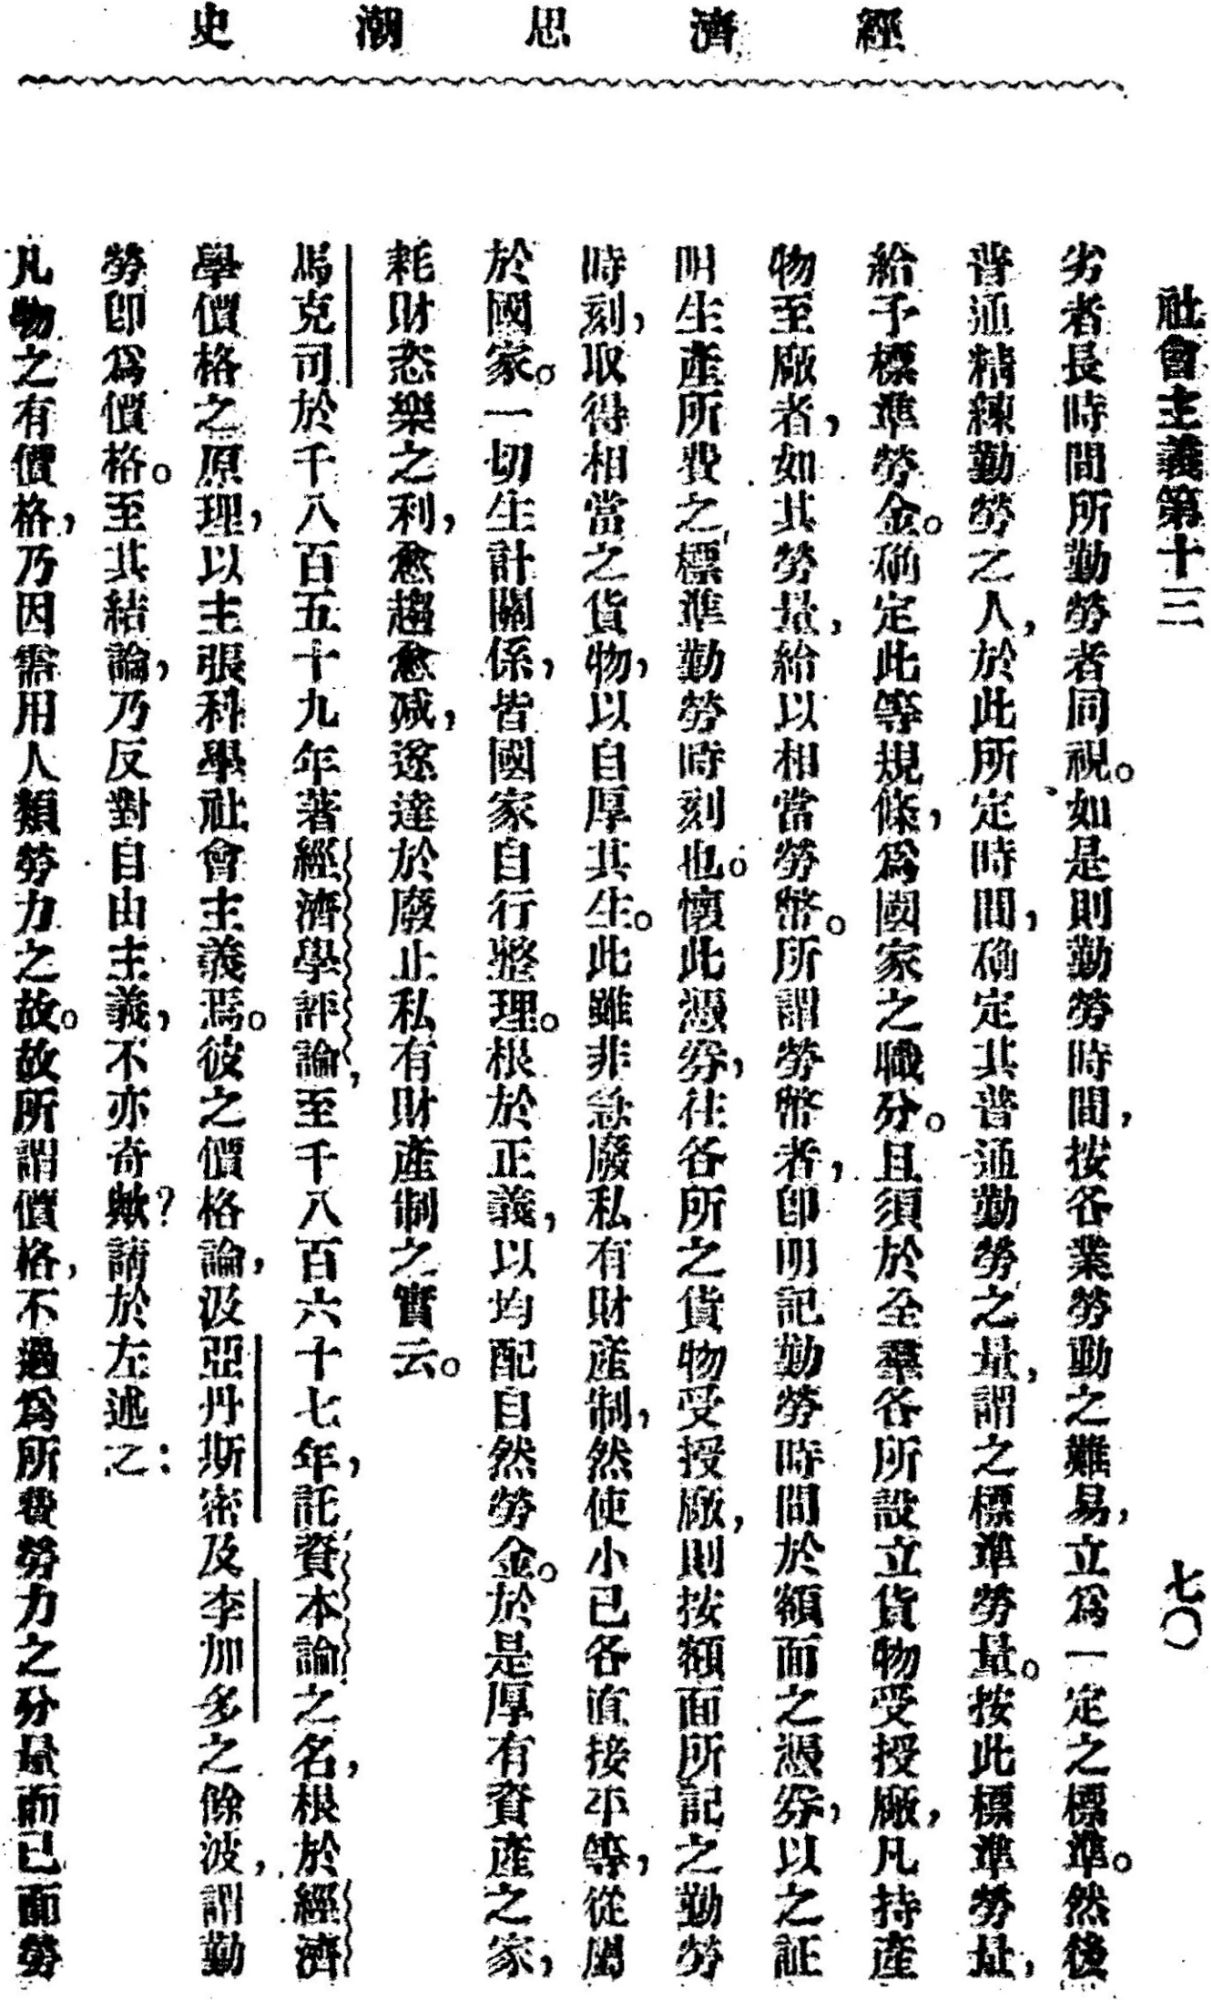 經濟思潮史
社會主義第十三
七〇
劣者長時間所勤勞者同視。如是則勤勞時間，按各業勞動之難易，立爲一定之標準。然後
普通精練勤勞之人，於此所定時間，确定其普通勤勞之量，謂之標準勞量。按此標準勞量，
給予標準勞金。确定此等規條，爲國家之職分。且須於全羣各所設立貨物受授廠，凡持產
物至廠者，如其勞量，給以相當勞幣。所謂勞幣者，卽明記勤勞時間於額面之憑券，以之証
明生產所費之標準勤勞時刻也。懷此憑券，往各所之貨物受授廠，則按額面所記之勤勞
時刻，取得相當之貨物，以自厚其生。此雖非急廢私有財產制，然使小已各直接平等，從屬
於國家。一切生計關係，皆國家自行整理。根於正義，以均配自然勞金。於是厚有資產之家，
耗財恣樂之利，愈趨愈減，遂達於廢止私有財產制之實云。
馬克司於千八百五十九年著經濟學評論，至千八百六十七年，託資本論之名，根於經濟
學價格之原理，以主張科學社會主義焉。彼之價格論，汲亞丹斯密及李加多之餘波，謂勤
勞卽爲價格。至其結論，乃反對自由主義，不亦奇歟？請於左述之：
凡物之有價格，乃因需用人類勞力之故。故所謂價格，不過爲所費勞力之分量而已而勞